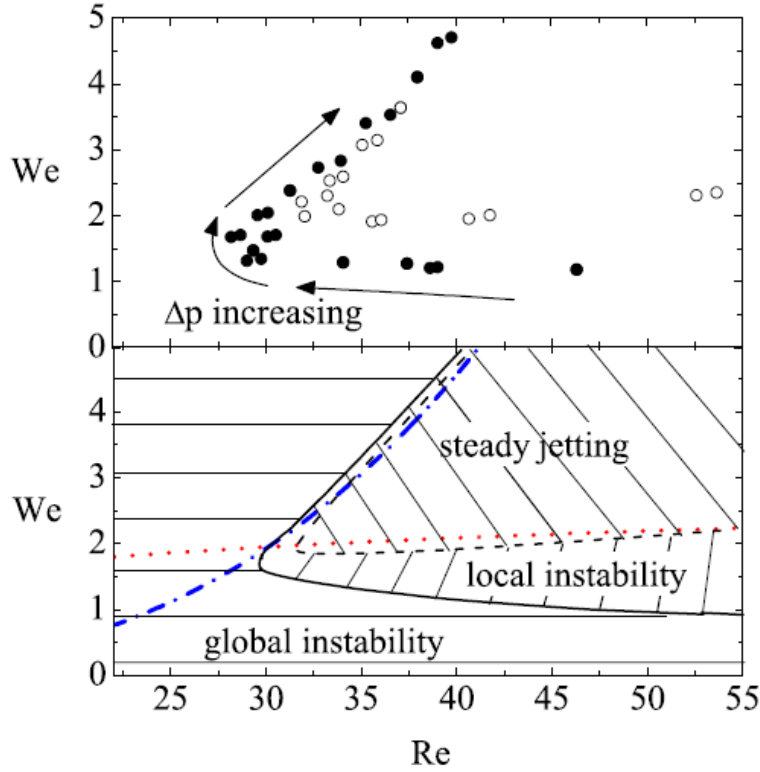 5
4
3
We
2
1
Δp increasing
0
4
steady jetting
3
We
2
local instability
1
global instability
0
25 30 35 40 45 50 55
Re